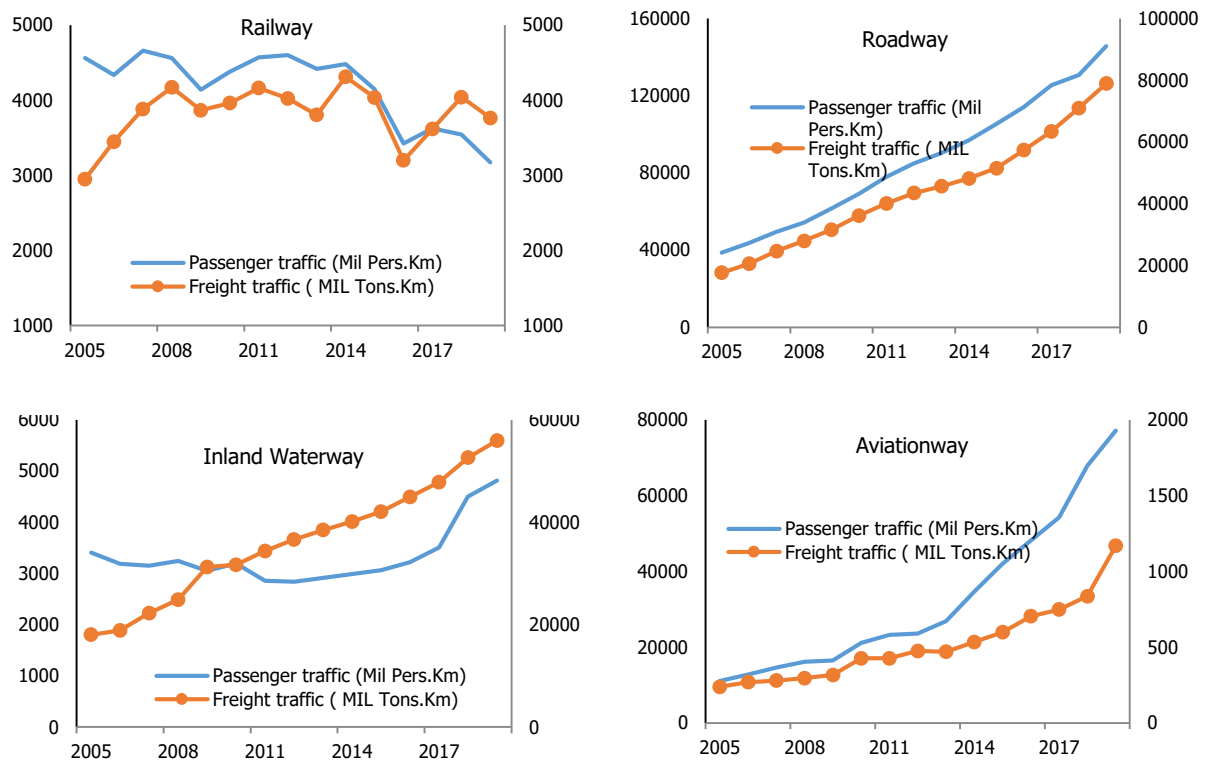 Railway
5000
4000
3000
2000
1000
5000
4000
3000
2000
1000
Passenger traffic (Mil Pers.Km)
Freight traffic ( MIL Tons.Km)
2005 2008 2011 2014 2017
Roadway
160000
120000
80000
40000
0
100000
80000
60000
40000
20000
0
Passenger traffic (Mil
Pers.Km)
Freight traffic ( MIL
Tons.Km)
2005 2008 2011 2014 2017
Inland Waterway
6000
5000
4000
3000
2000
1000
0
60000
40000
20000
0
Passenger traffic (Mil Pers.Km)
Freight traffic ( MIL Tons.Km)
2005 2008 2011 2014 2017
Aviationway
80000
60000
40000
20000
0
2000
1500
1000
500
0
Passenger traffic (Mil Pers.Km)
Freight traffic ( MIL Tons.Km)
2005 2008 2011 2014 2017